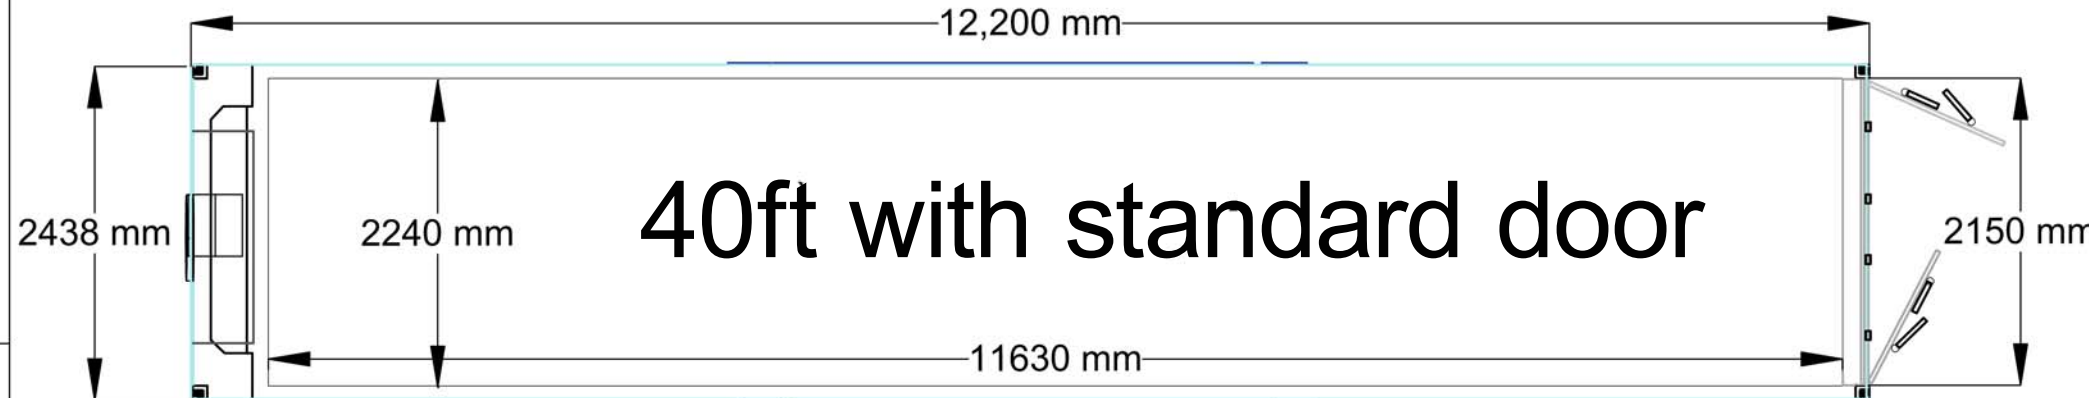 12,200 mm
2438 mm
2240 mm
40ft with standard door
2150 mm
11630 mm